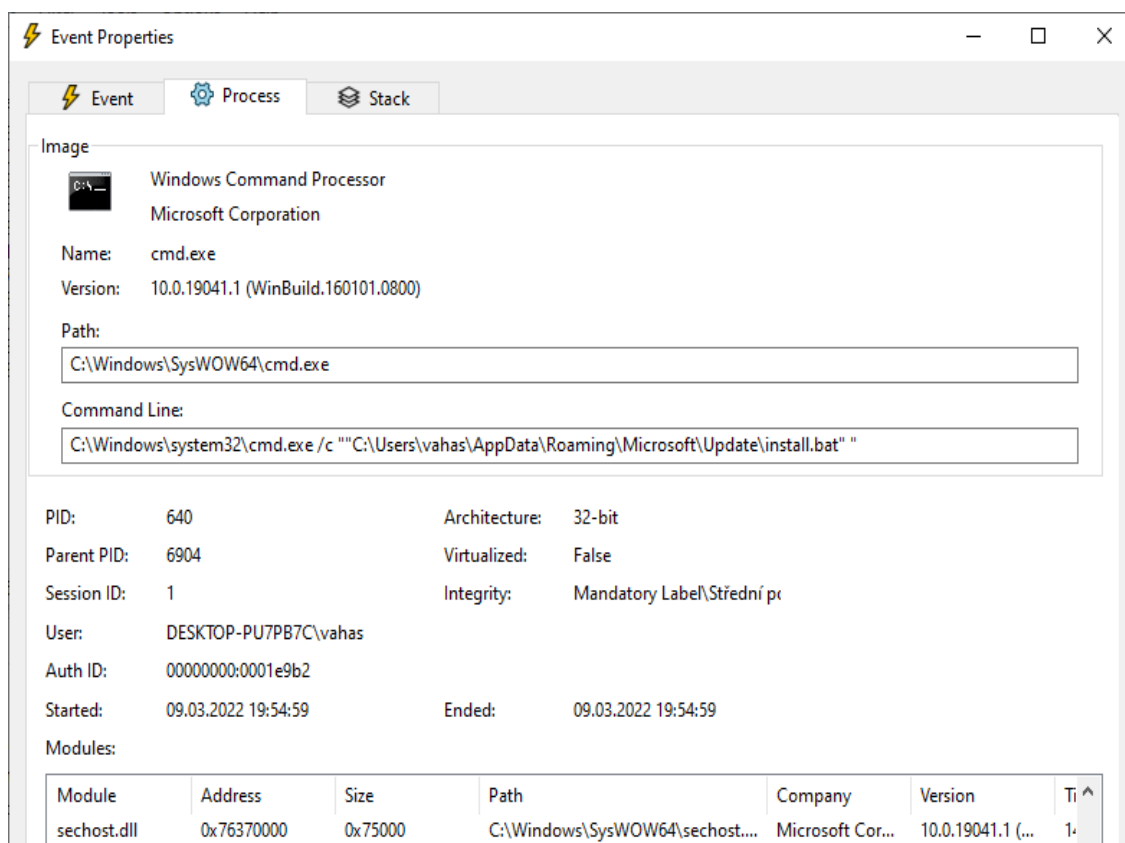 Event Properties
Event Process Stack
Image
C:\_
Windows Command Processor
Microsoft Corporation
Name: cmd.exe
Version: 10.0.19041.1 (WinBuild.160101.0800)
Path:
C:\Windows\SysWOW64\cmd.exe
Command Line:
C:\Windows\system32\cmd.exe /c ""C:\Users\vahas\AppData\Roaming\Microsoft\Update\install.bat" "
PID: 640 Architecture: 32-bit
Parent PID: 6904 Virtualized: False
Session ID: 1 Integrity: Mandatory Label\Střední
User: DESKTOP-PU7PB7C\vahas
Auth ID: 00000000:0001e9b2
Started: 09.03.2022 19:54:59 Ended: 09.03.2022 19:54:59
Modules:
Module Address Size Path Company Version
sechost.dll 0x76370000 0x75000 C:\Windows\SysWOW64\sechost.... Microsoft Cor... 10.0.19041.1 (...